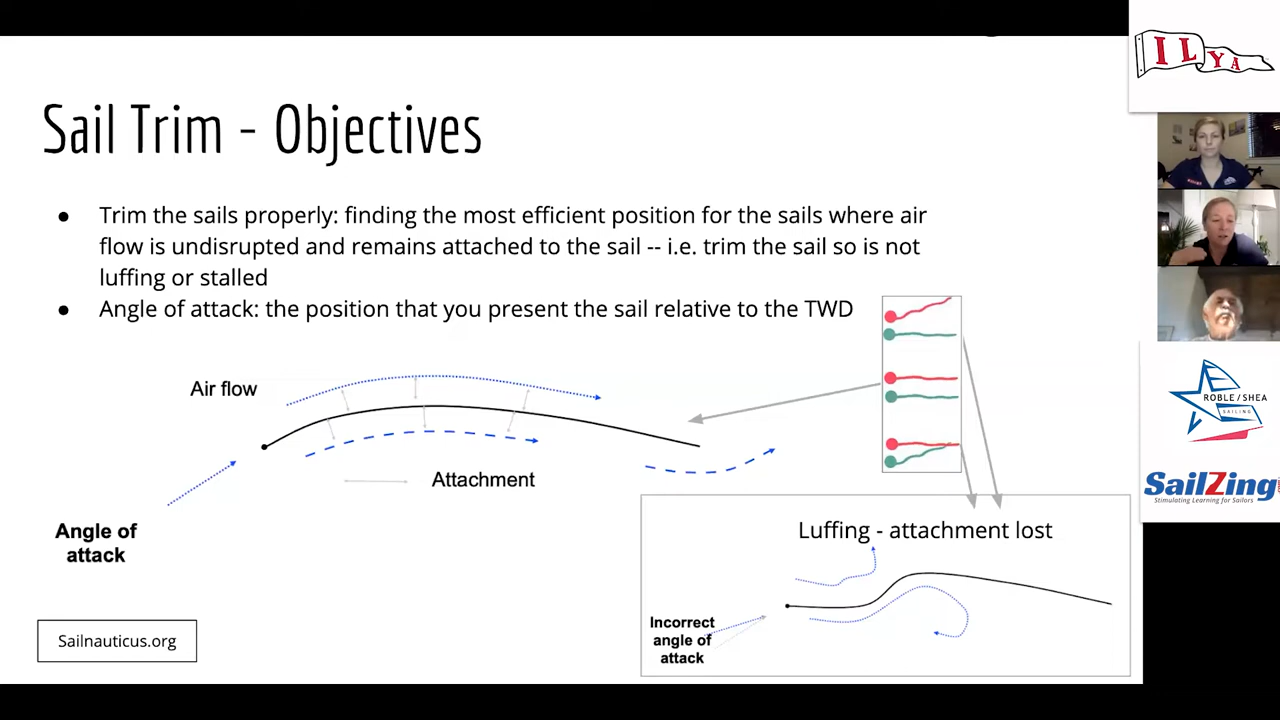 Sail Trim - Objectives
● Trim the sails properly: finding the most efficient position for the sails where air
flow is undisrupted and remains attached to the sail -- i.e. trim the sail so is not
luffing or stalled
● Angle of attack: the position that you present the sail relative to the TWD
Air flow
Attachment
Angle of
attack
Luffing - attachment lost
Incorrect
angle of
attack
Sailnauticus.org
ILYA
ROBLE/SHEA
SAILING
SailZing
Stimulating Learning for Sailors